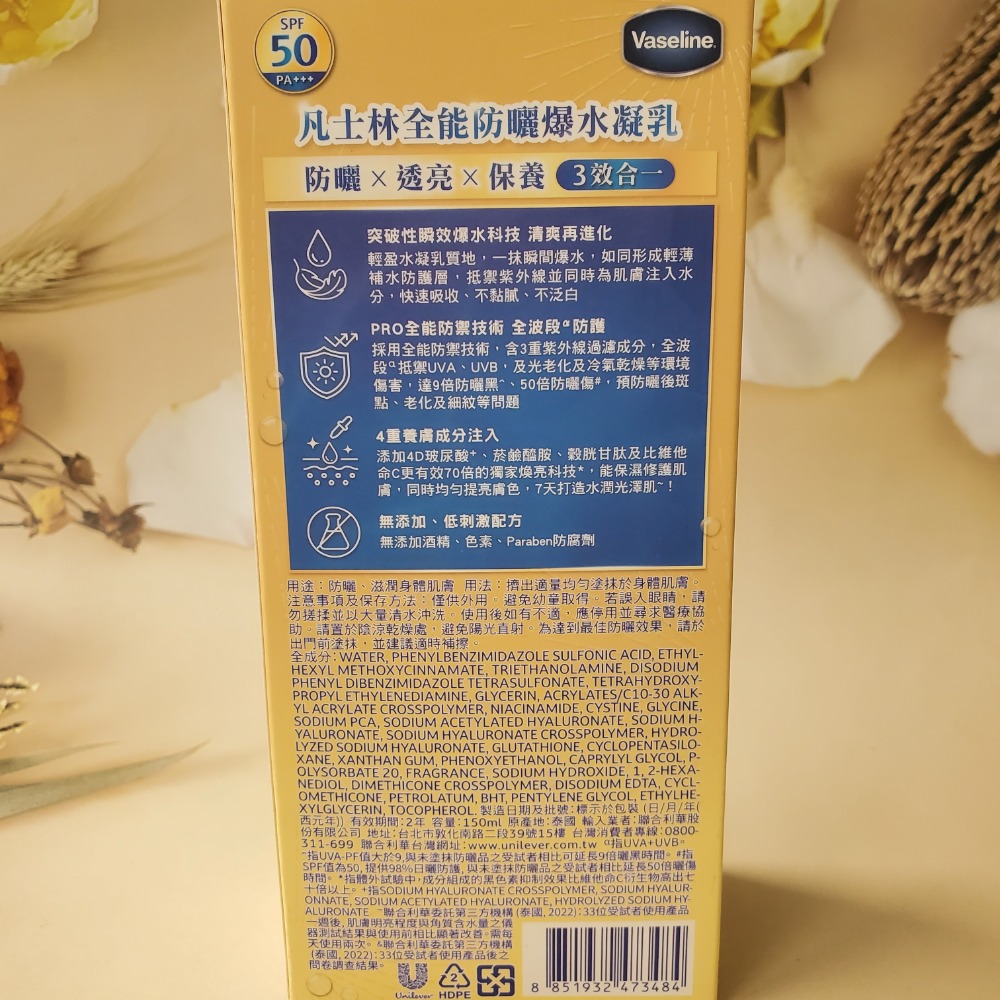 SPF
50
PA+++
Vaseline
凡士林全能防曬爆水凝乳
防曬×透亮×保養 3效合一
突破性瞬效爆水科技 清爽再進化
輕盈水凝乳質地,一抹瞬間爆水,如同形成輕薄
補水防護層,抵禦紫外線並同時為肌膚注入水
分,快速吸收、不黏膩、不泛白
PRO全能防禦技術 全波段α防護
採用全能防禦技術,含3重紫外線過濾成分,全波
段α抵禦UVA、UVB,及光老化及冷氣乾燥等環境
傷害,達9倍防曬黑^、50倍防曬傷#,預防曬後斑
點、老化及細紋等問題
4重養膚成分注入
添加4D玻尿酸+、菸鹼醯胺、穀胱甘肽及比維他
命C更有效70倍的獨家煥亮科技*,能保濕修護肌
膚,同時均勻提亮膚色,7天打造水潤光澤肌~!
無添加、低刺激配方
無添加酒精、色素、Paraben防腐劑
用途:防曬、滋潤身體肌膚 用法:擠出適量均勻塗抹於身體肌膚。
注意事項及保存方法:僅供外用。避免幼童取得。若誤入眼睛,請
勿搓揉並以大量清水沖洗。使用後如有不適,應停用並尋求醫療協
助。請置於陰涼乾燥處,避免陽光直射。為達到最佳防曬效果,請於
出門前塗抹,並建議適時補擦。
全成分:WATER, PHENYLBENZIMIDAZOLE SULFONIC ACID, ETHYL-
HEXYL METHOXYCINNAMATE, TRIETHANOLAMINE, DISODIUM
PHENYL DIBENZIMIDAZOLE TETRASULFONATE, TETRAHYDROXY-
PROPYL ETHYLENEDIAMINE, GLYCERIN, ACRYLATES/C10-30 ALK-
YL ACRYLATE CROSSPOLYMER, NIACINAMIDE, CYSTINE, GLYCINE,
SODIUM PCA, SODIUM ACETYLATED HYALURONATE, SODIUM H-
YALURONATE, SODIUM HYALURONATE CROSSPOLYMER, HYDRO-
LYZED SODIUM HYALURONATE, GLUTATHIONE, CYCLOPENTASILO-
XANE, XANTHAN GUM, PHENOXYETHANOL, CAPRYLYL GLYCOL, P-
OLYSORBATE 20, FRAGRANCE, SODIUM HYDROXIDE, 1, 2-HEXA-
NEDIOL, DIMETHICONE CROSSPOLYMER, DISODIUM EDTA, CYCL-
OMETHICONE, PETROLATUM, BHT, PENTYLENE GLYCOL, ETHYLHE-
XYLGLYCERIN, TOCOPHEROL. 製造日期及批號:標示於包裝 (日/月/年(
西元年)) 有效期間:2年 容量:150ml 原產地:泰國 輸入業者:聯合利華股
份有限公司 地址:台北市敦化南路二段39號15樓 台灣消費者專線:0800-
311-699 聯合利華台灣網址:www.unilever.com.tw α指UVA+UVB。
^指UVA-PF值大於9,與未塗抹防曬品之受試者相比可延長9倍曬黑時間。#指
SPF值為50, 提供98%日曬防護, 與未塗抹防曬品之受試者相比延長50倍曬傷
時間。*指體外試驗中,成分組成的黑色素抑制效果比維他命C衍生物高出七
十倍以上。+指SODIUM HYALURONATE CROSSPOLYMER, SODIUM HYALUR-
ONNATE, SODIUM ACETYLATED HYALURONATE, HYDROLYZED SODIUM HY-
ALURONATE. ~聯合利華委託第三方機構 (泰國, 2022):33位受試者使用產品
一週後, 肌膚明亮程度與角質含水量之儀
器測試結果與使用前相比顯著改善。需每
天使用兩次。&聯合利華委託第三方機構
(泰國, 2022):33位受試者使用產品後之
問卷調查結果。
Unilever
2
HDPE
8 851932 473484